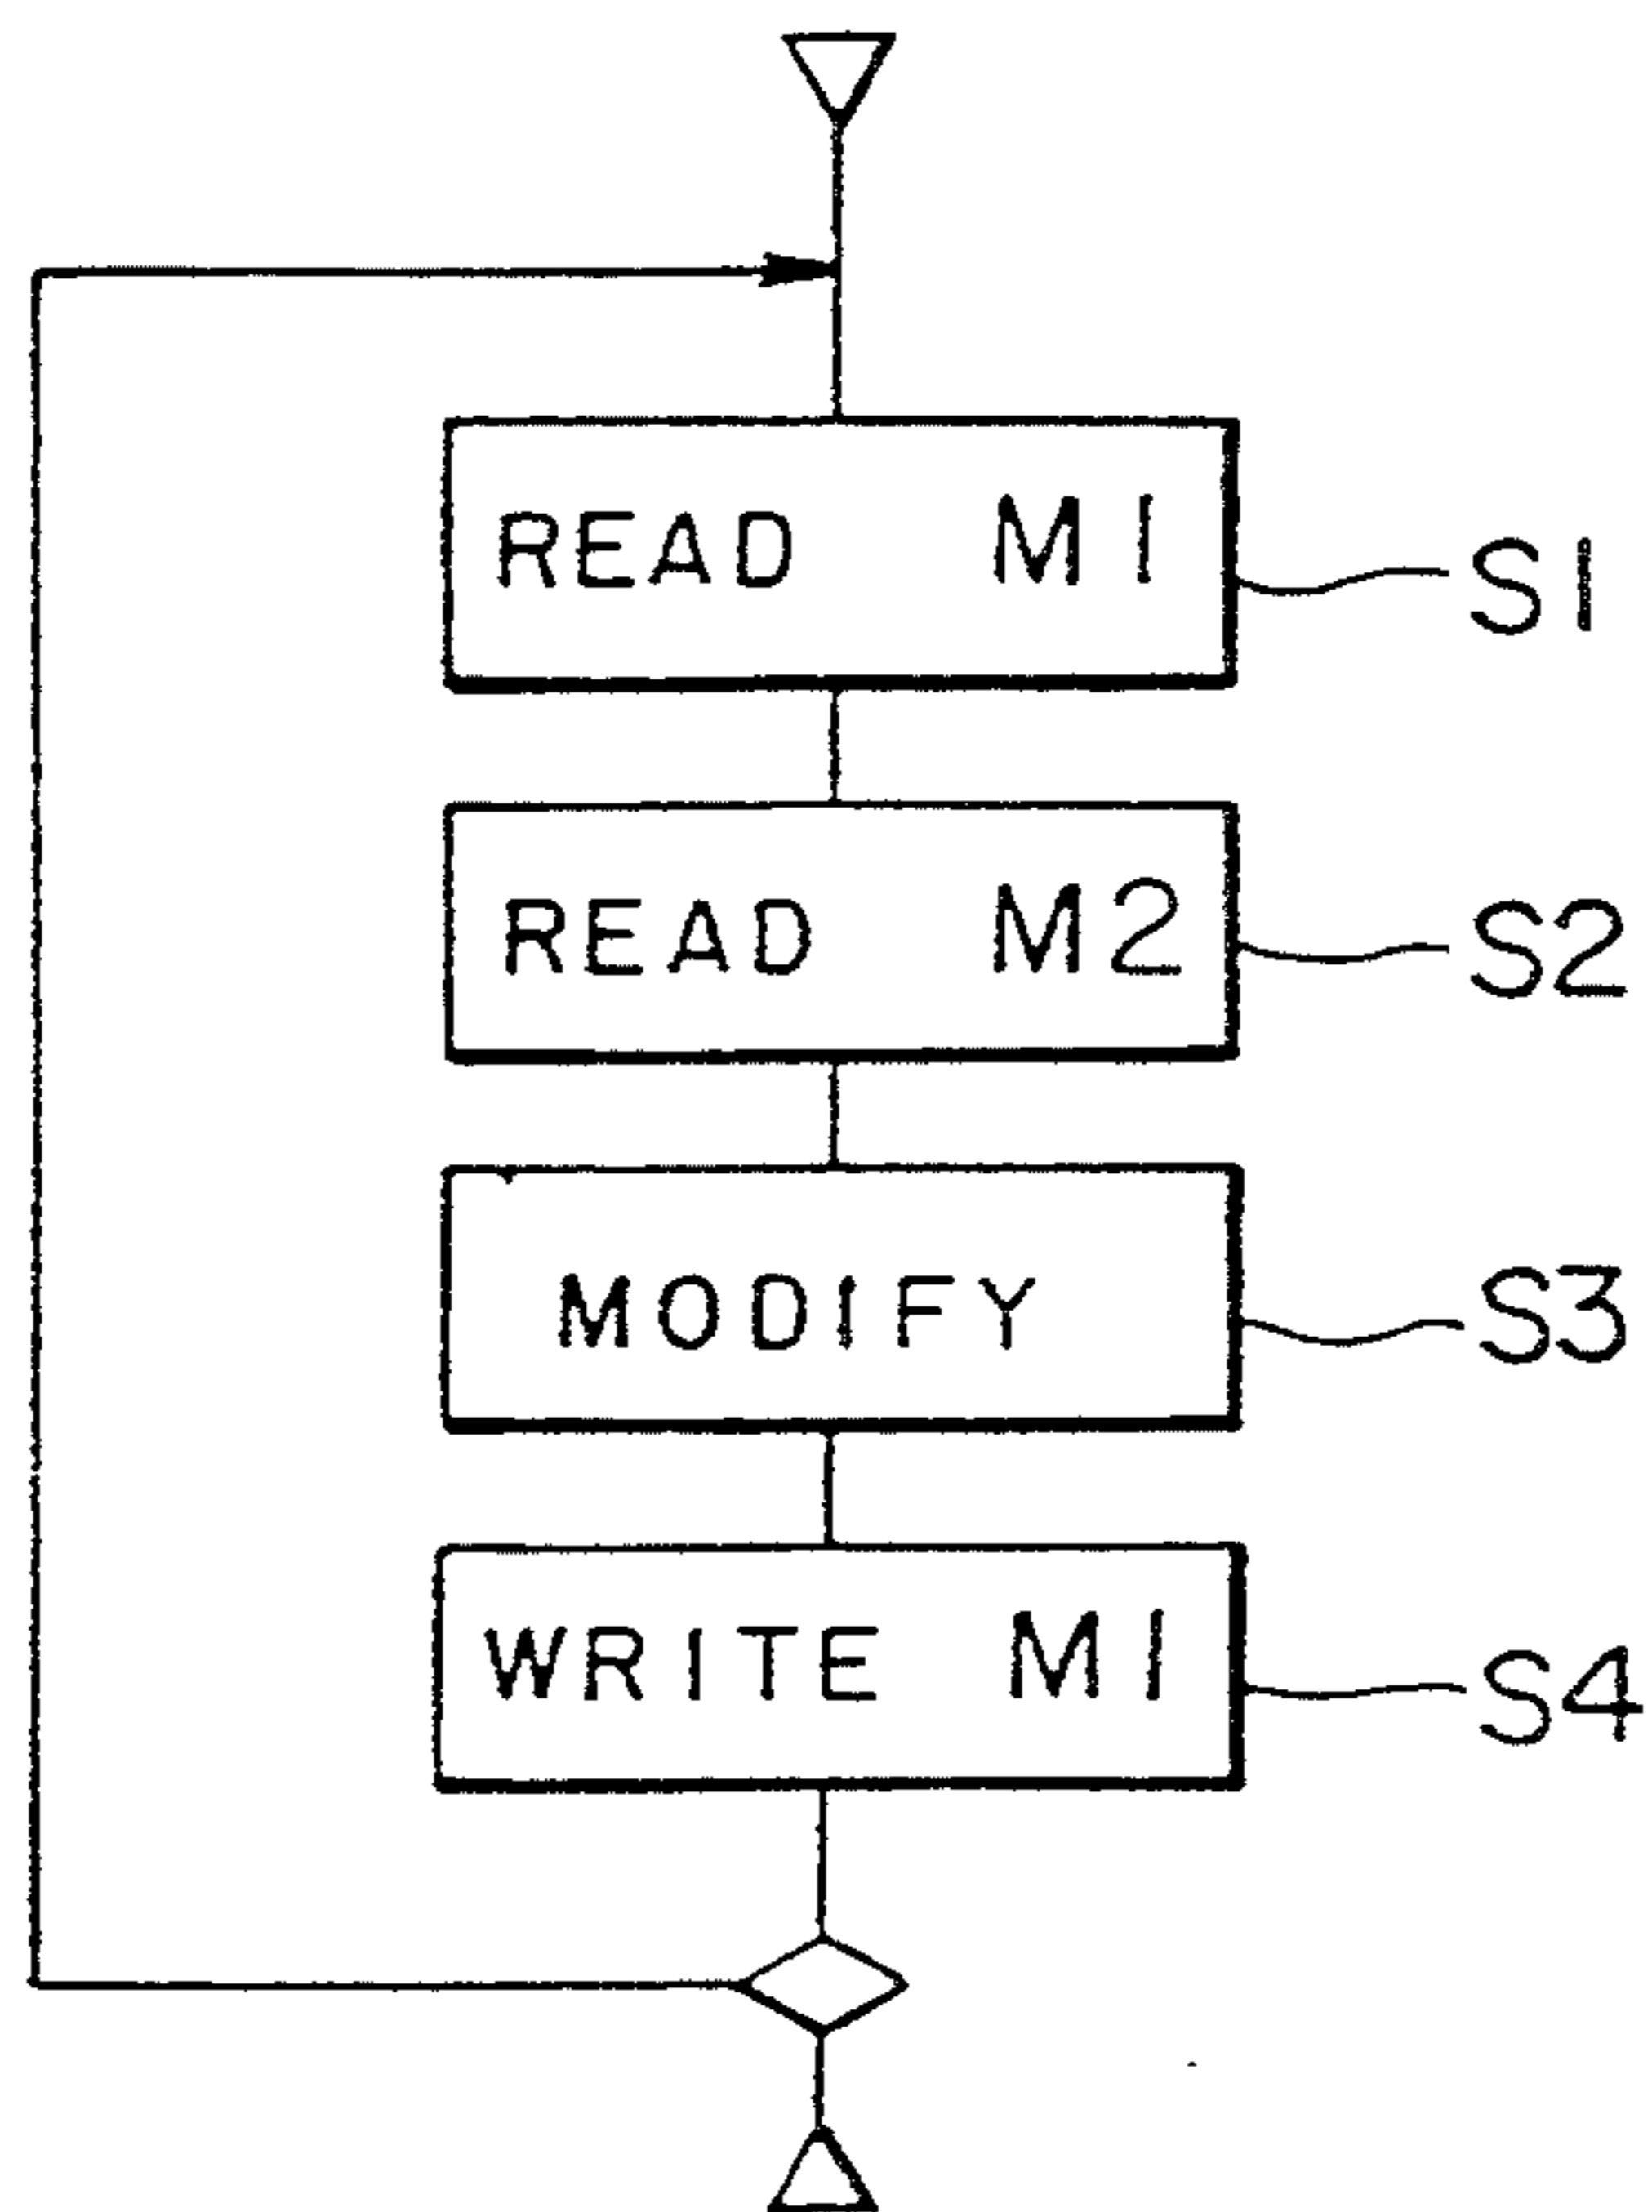 READ M1
S1
READ M2
S2
MODIFY
S3
WRITE M1
S4